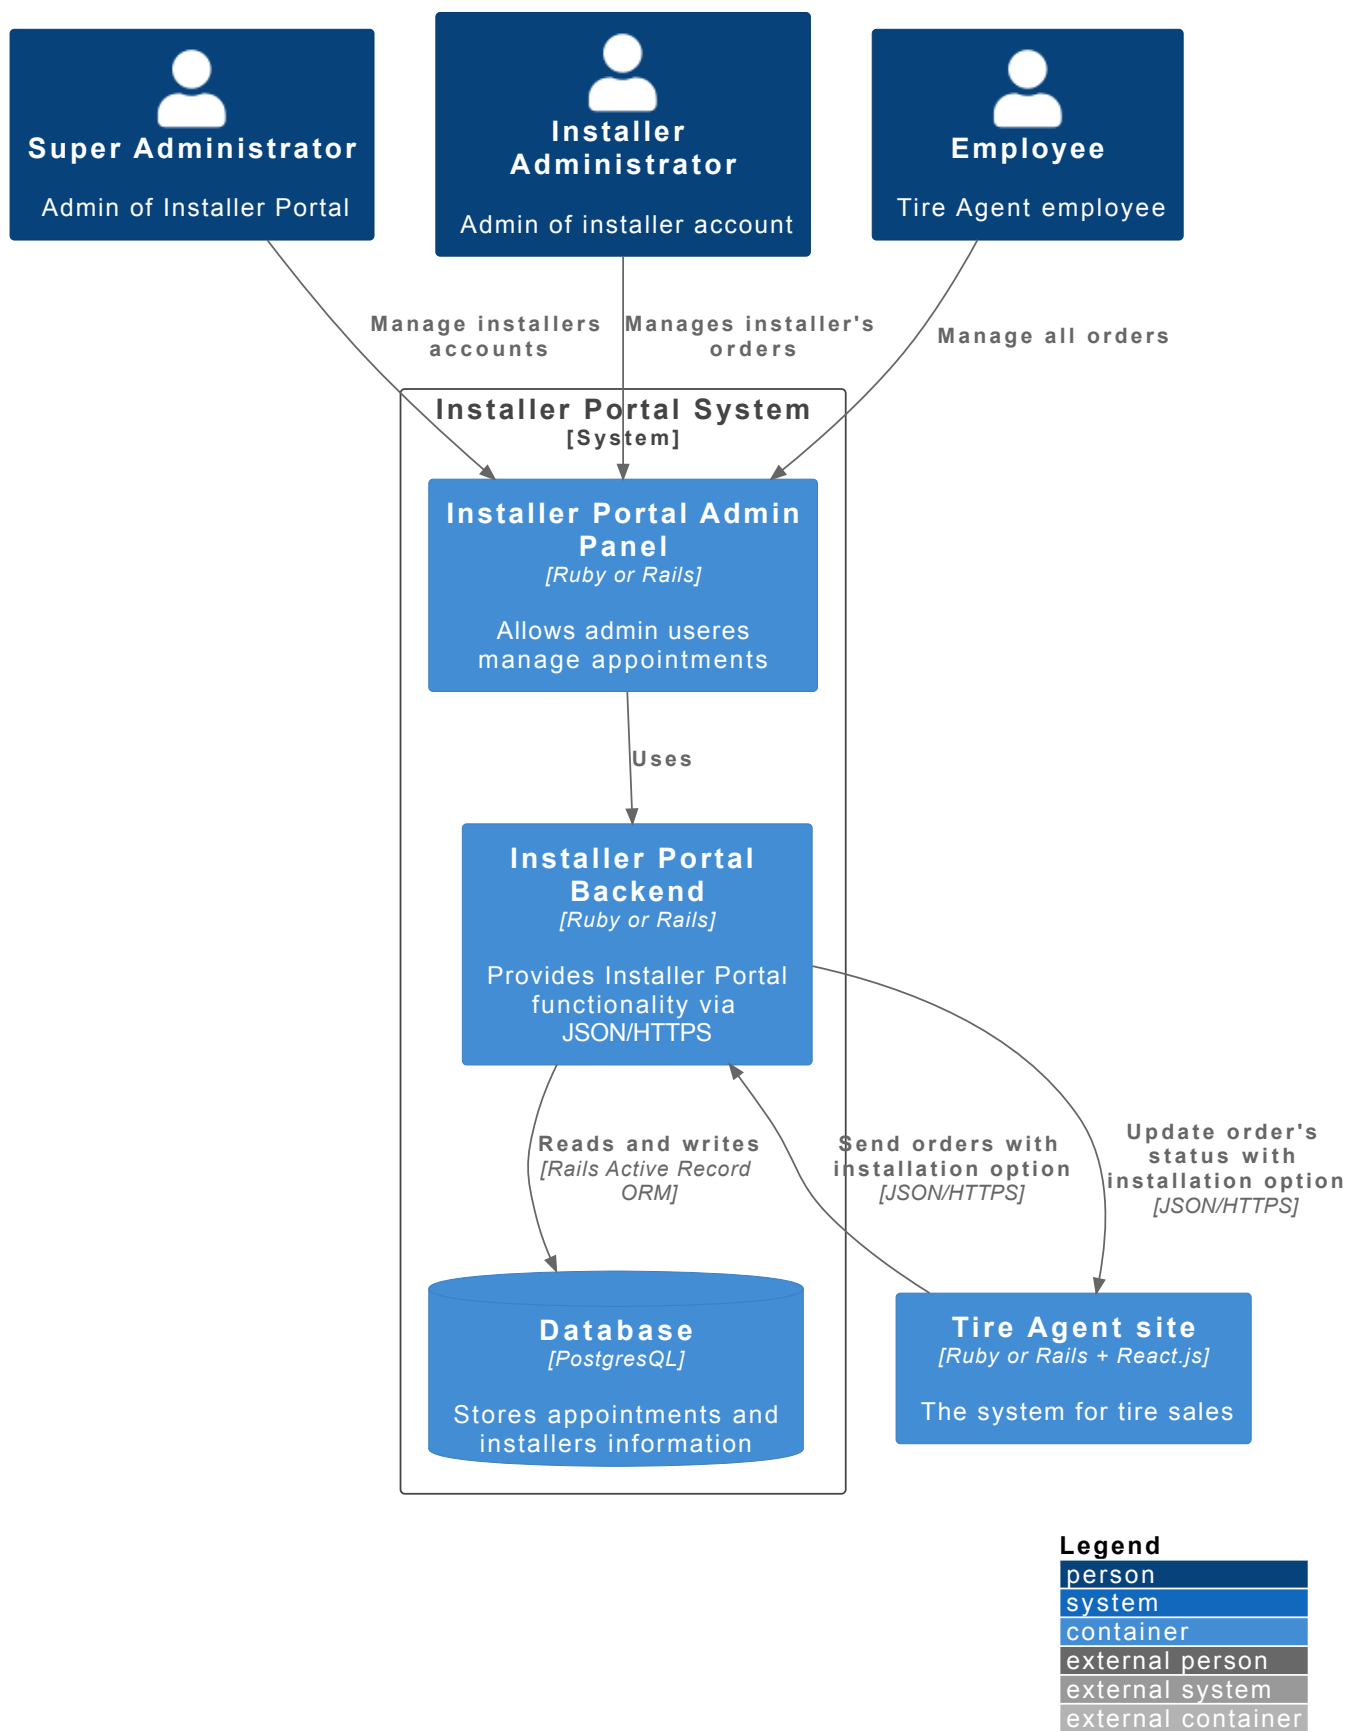 Super Administrator
Admin of Installer Portal
Installer
Administrator
Admin of installer account
Employee
Tire Agent employee
Manage installers
accounts
Manages installer's
orders
Manage all orders
Installer Portal System
[System]
Installer Portal Admin
Panel
[Ruby or Rails]
Allows admin useres
manage appointments
Uses
Installer Portal
Backend
[Ruby or Rails]
Provides Installer Portal
functionality via
JSON/HTTPS
Reads and writes
[Rails Active Record
ORM]
Send orders with
installation option
[JSON/HTTPS]
Update order's
status with
installation option
[JSON/HTTPS]
Database
[PostgresQL]
Stores appointments and
installers information
Tire Agent site
[Ruby or Rails + React.js]
The system for tire sales
Legend
person
system
container
external person
external system
external container